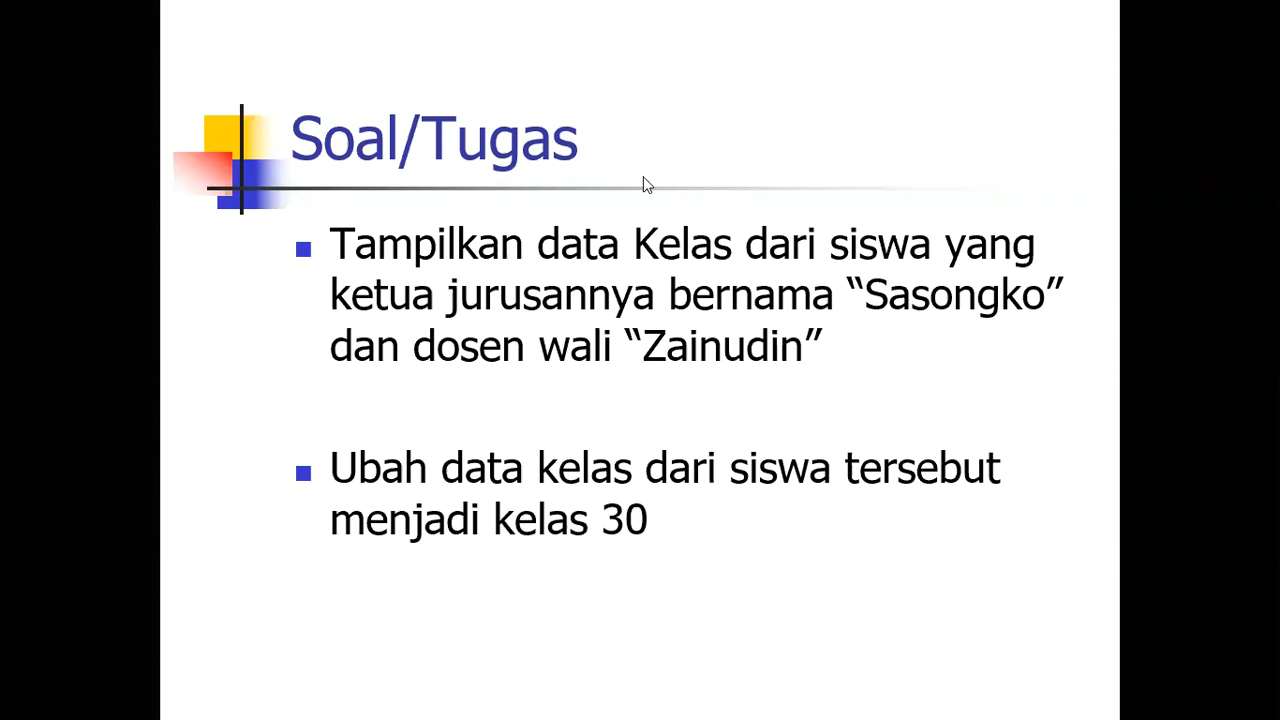 Soal/Tugas
Tampilkan data Kelas dari siswa yang
ketua jurusannya bernama “Sasongko”
dan dosen wali “Zainudin”
Ubah data kelas dari siswa tersebut
menjadi kelas 30